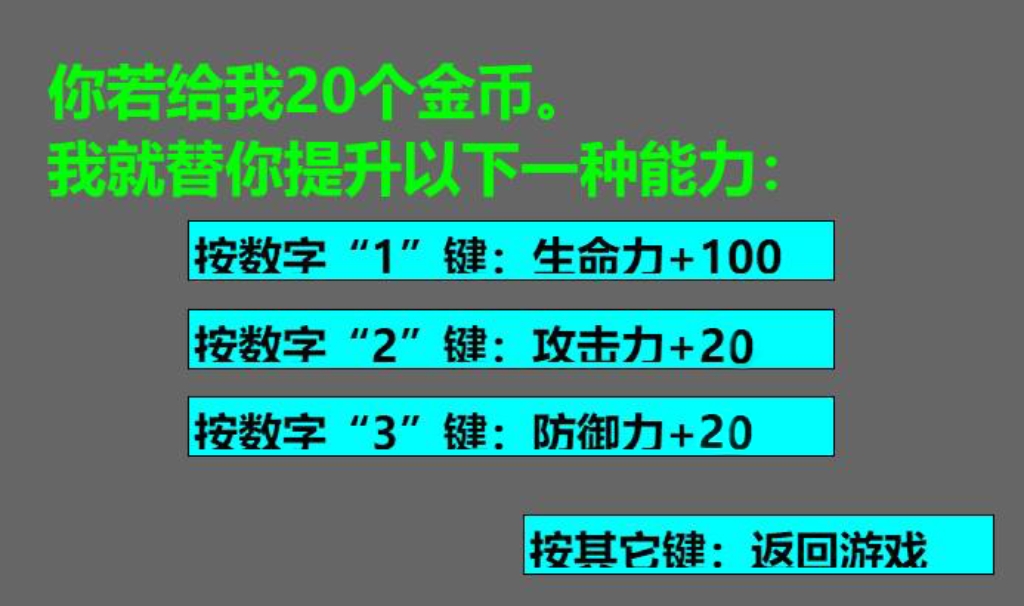 你若给我20个金币。
我就替你提升以下一种能力：
按数字“1”键：生命力+100
按数字“2”键：攻击力+20
按数字“3”键：防御力+20
按其它键：返回游戏